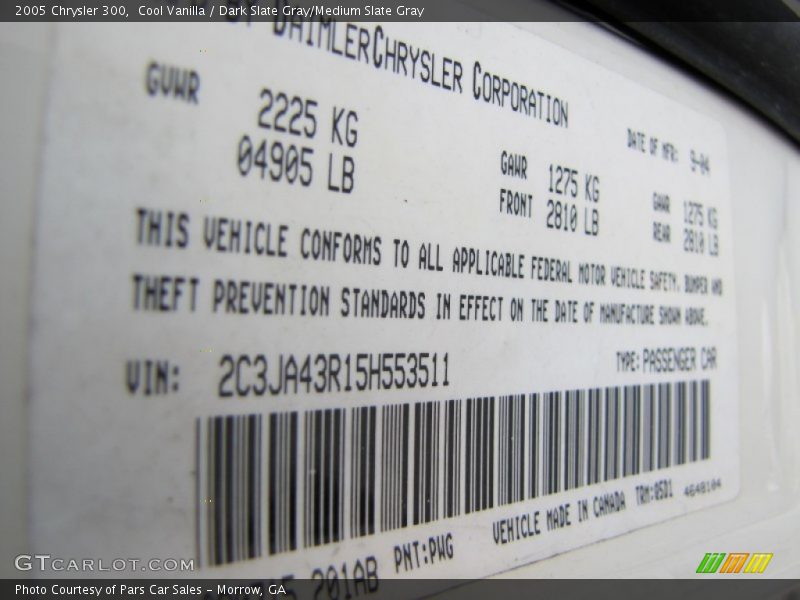 2005 Chrysler 300, Cool Vanilla / Dark Slate Gray/Medium Slate Gray
BY DAIMLERCHRYSLER CORPORATION
DATE OF MFR: 9-04
GVWR
2225 KG
04905 LB
GAWR 1275 KG
FRONT 2810 LB
GAWR 1275 KG
REAR 2810 LB
THIS VEHICLE CONFORMS TO ALL APPLICABLE FEDERAL MOTOR VEHICLE SAFETY, BUMPER AND
THEFT PREVENTION STANDARDS IN EFFECT ON THE DATE OF MANUFACTURE SHOWN ABOVE.
VIN: 2C3JA43R15H553511
TYPE: PASSENGER CAR
VEHICLE MADE IN CANADA TRM:05D1 4648104
201AB PNT:PWG
GTCARLOT.COM
Photo Courtesy of Pars Car Sales - Morrow, GA